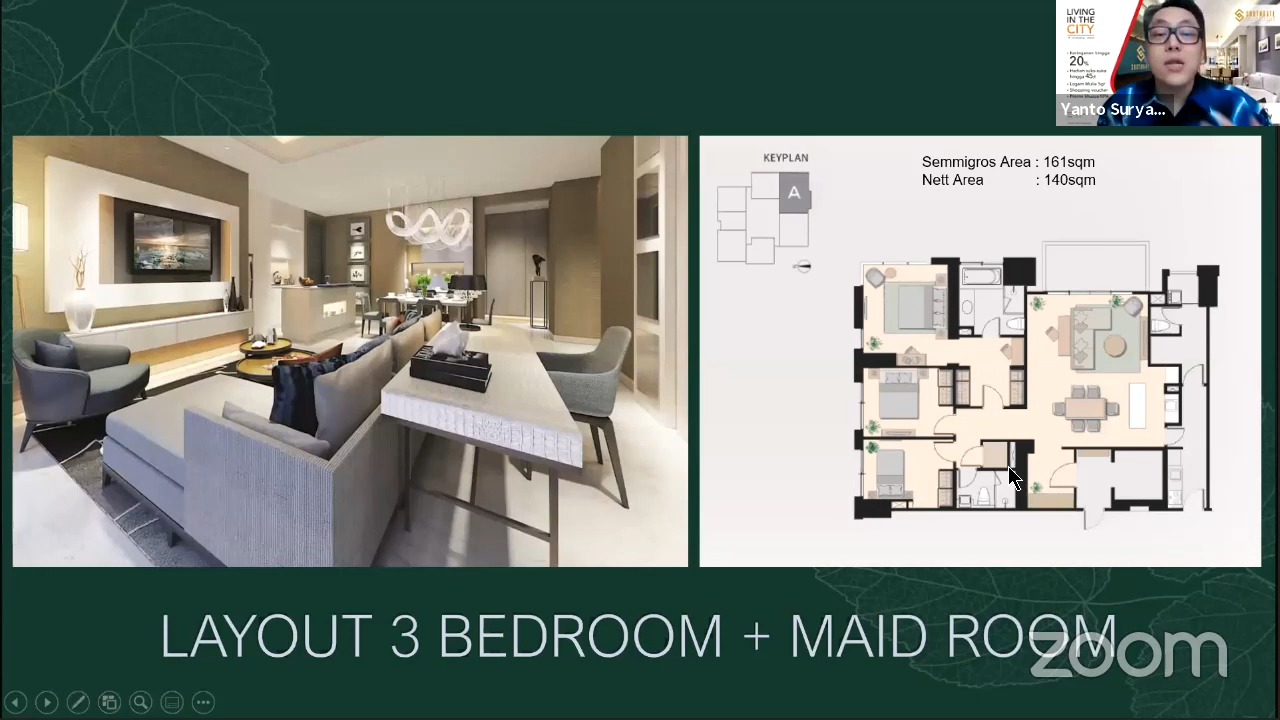 LIVING
IN THE
CITY
20%
SOUTHGATE
Yanto Surya...
KEYPLAN
A
Semmigros Area : 161sqm
Nett Area : 140sqm
LAYOUT 3 BEDROOM + MAID ROOM
zoom